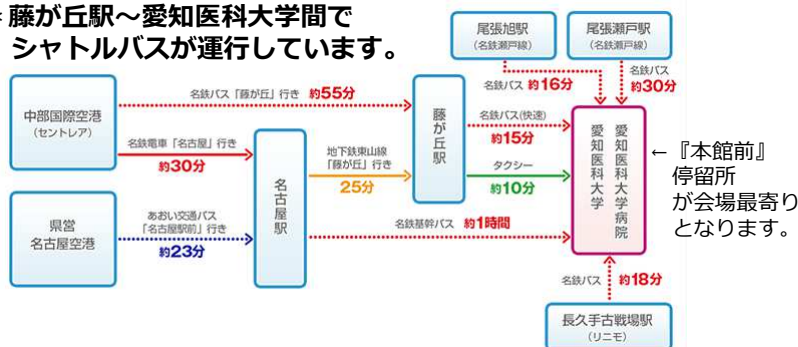 藤が丘駅～愛知医科大学間で
シャトルバスが運行しています。
尾張旭駅
（名鉄瀬戸線）
尾張瀬戸駅
（名鉄瀬戸線）
名鉄バス 約16分
名鉄バス
約30分
中部国際空港
（セントレア）
名鉄バス「藤が丘」行き 約55分
藤が丘駅
名鉄バス(快速)
約15分
名鉄電車「名古屋」行き
約30分
地下鉄東山線
「藤が丘」行き
25分
タクシー
約10分
愛知医科大学病院
愛知医科大学
←『本館前』
停留所
が会場最寄り
となります。
名古屋駅
県営
名古屋空港
あおい交通バス
「名古屋駅前」行き
約23分
名鉄基幹バス 約1時間
名鉄バス 約18分
長久手古戦場駅
（リニモ）